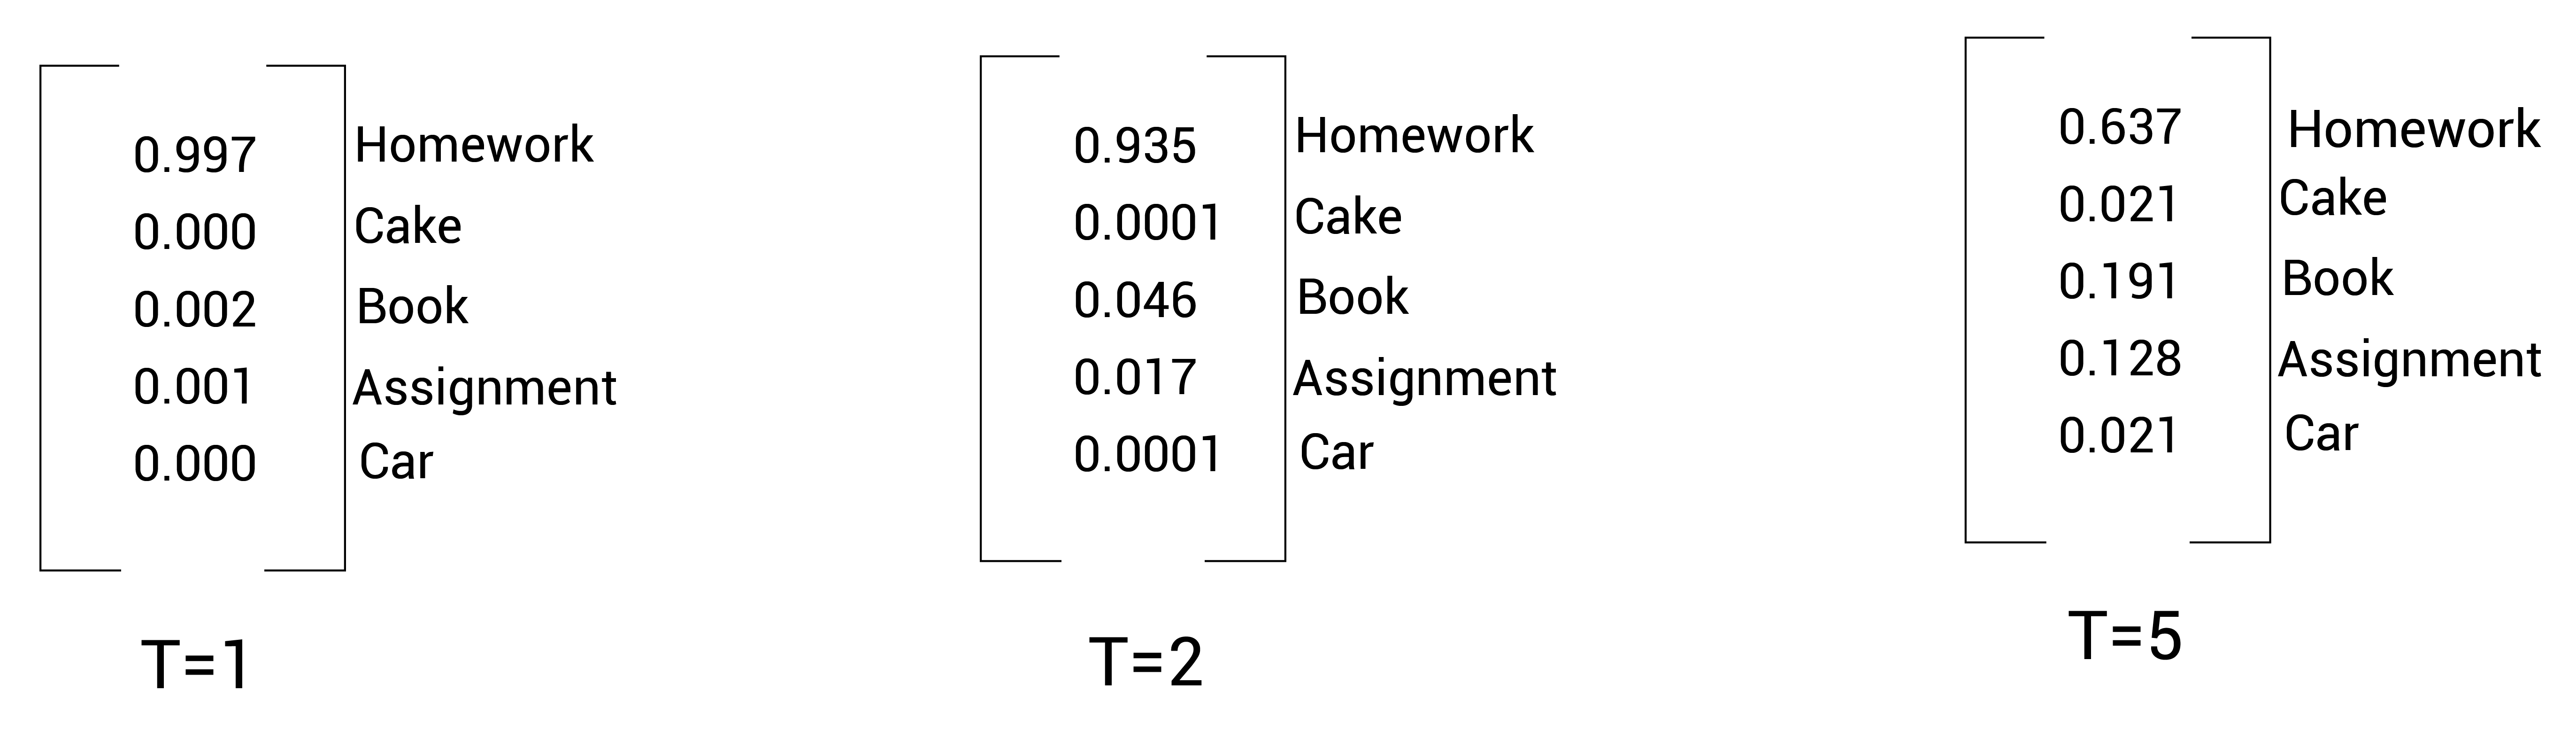 0.997 Homework
0.000 Cake
0.002 Book
0.001 Assignment
0.000 Car
T=1
0.935 Homework
0.0001 Cake
0.046 Book
0.017 Assignment
0.0001 Car
T=2
0.637 Homework
0.021 Cake
0.191 Book
0.128 Assignment
0.021 Car
T=5